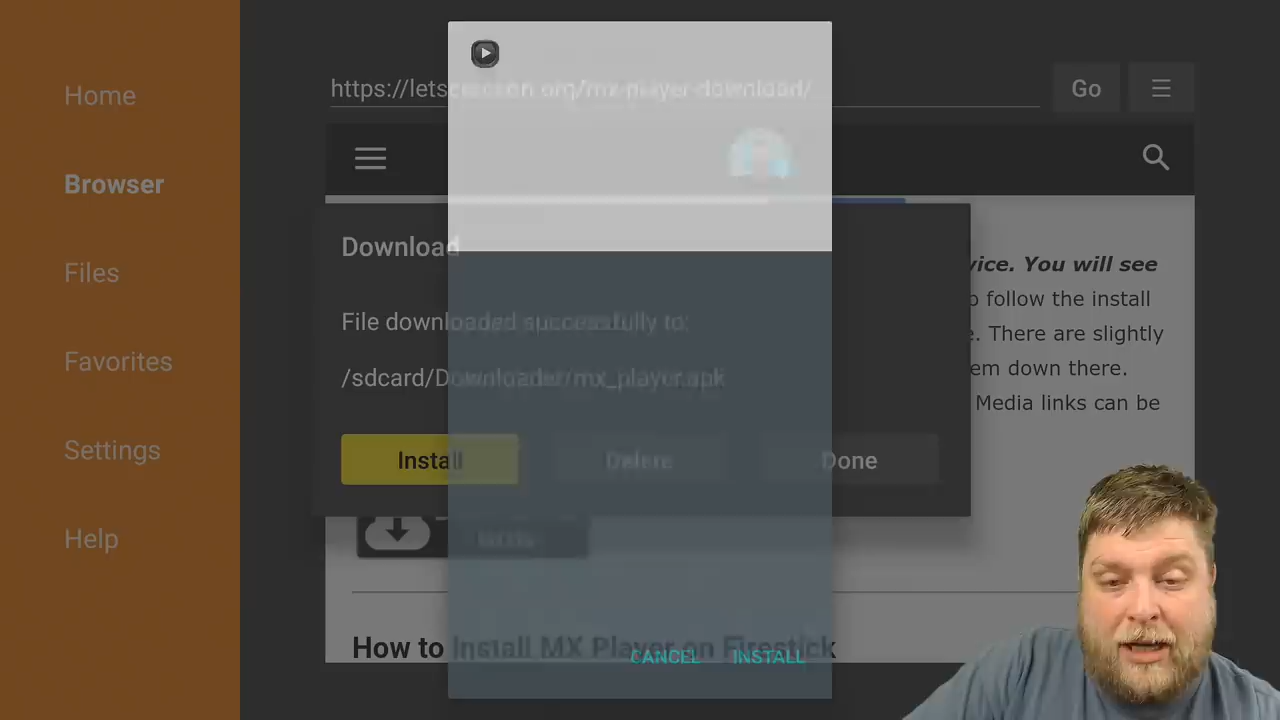 Home
Browser
Files
Favorites
Settings
Help
Go
Download
File downloaded successfully to:
/sdcard/Downloader/mx_player.apk
Install
Delete
Done
vice. You will see
follow the install
There are slightly
em down there.
Media links can be
How to Install MX Player on Firestick
CANCEL
INSTALL